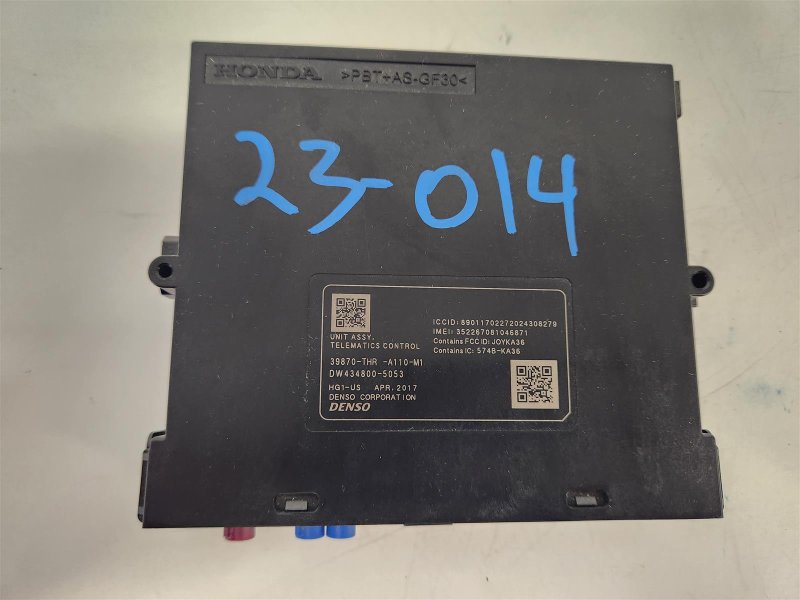 HONDA >PBT+AS-GF30<
23-014
UNIT ASSY,
TELEMATICS CONTROL
39870-THR -A110-M1
DW434800-5053
HG1-US APR.2017
DENSO CORPORATION
DENSO
ICCID: 89011702272024308279
IMEI: 352267081046871
Contains FCC ID: JOYKA36
Contains IC: 574B-KA36